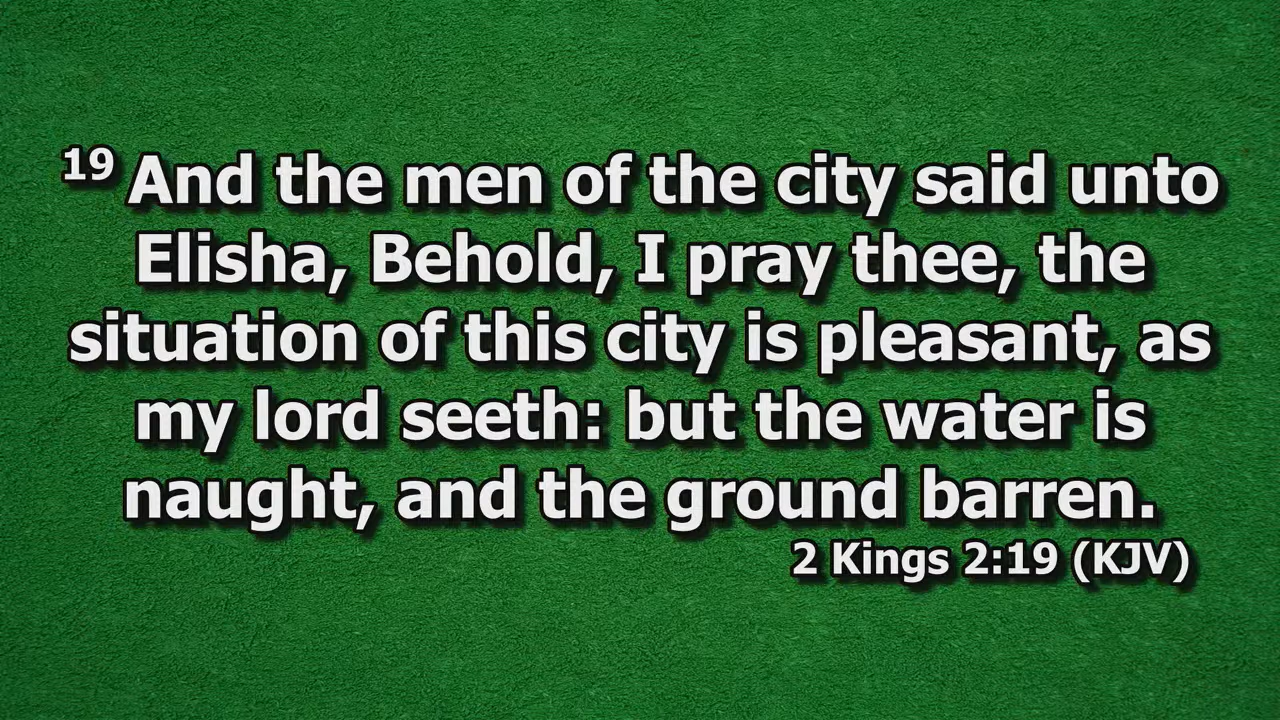 19 And the men of the city said unto
Elisha, Behold, I pray thee, the
situation of this city is pleasant, as
my lord seeth: but the water is
naught, and the ground barren.
2 Kings 2:19 (KJV)